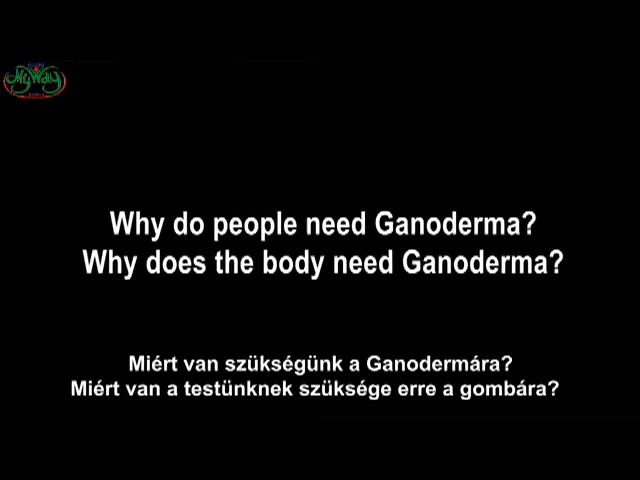 MyWay
Why do people need Ganoderma?
Why does the body need Ganoderma?
Miért van szükségünk a Ganodermára?
Miért van a testünknek szüksége erre a gombára?